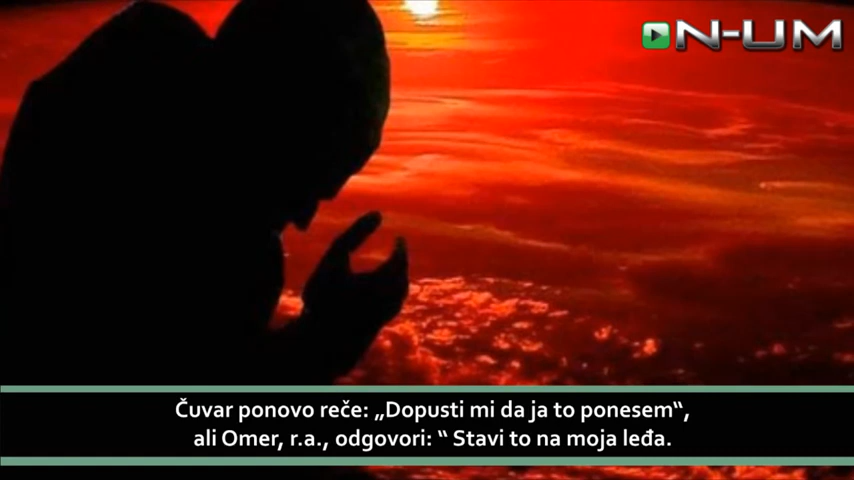 N-UM
Čuvar ponovo reče: „Dopusti mi da ja to ponesem“,
ali Omer, r.a., odgovori: “ Stavi to na moja leđa.